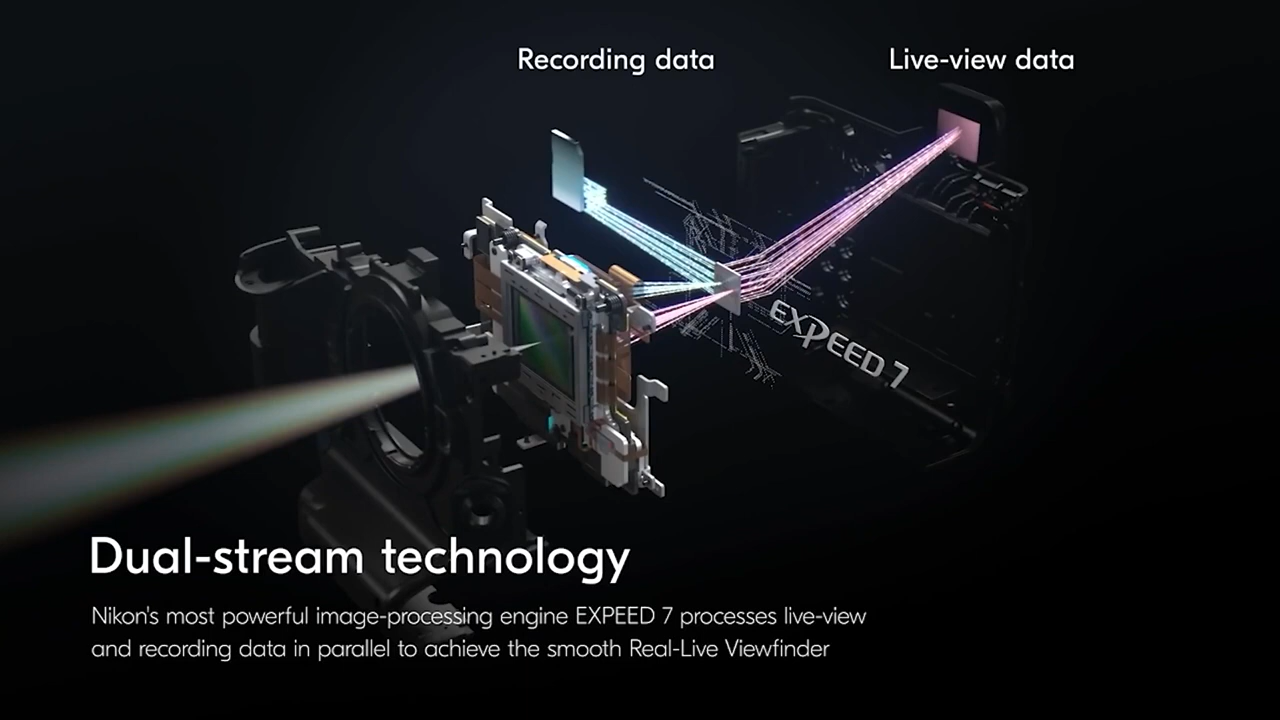 Recording data
Live-view data
EXPEED 7
Dual-stream technology
Nikon's most powerful image-processing engine EXPEED 7 processes live-view
and recording data in parallel to achieve the smooth Real-Live Viewfinder